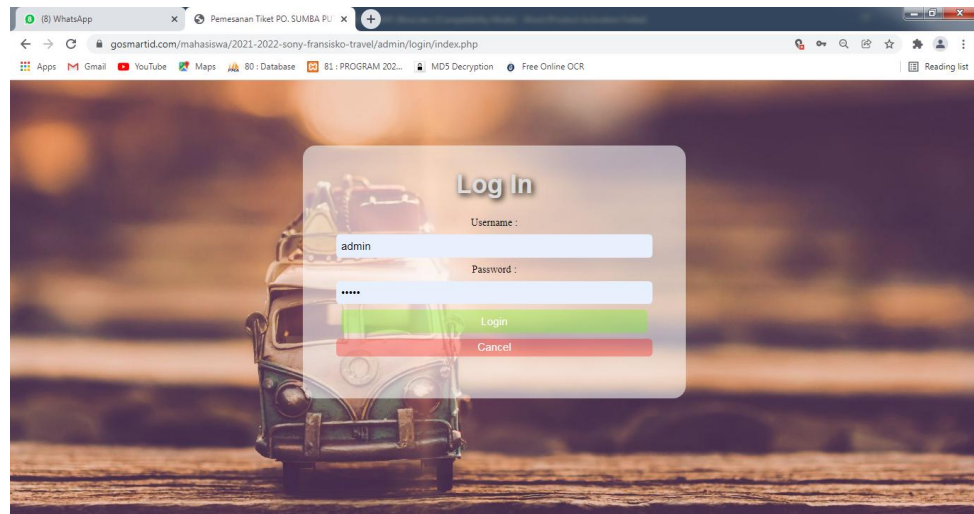 (8) WhatsApp
Pemesanan Tiket PO. SUMBA PU
gosmartid.com/mahasiswa/2021-2022-sony-fransisko-travel/admin/login/index.php
Apps Gmail YouTube Maps 80 : Database 81 : PROGRAM 202... MD5 Decryption Free Online OCR Reading list
Log In
Username :
admin
Password :
•••••
Login
Cancel